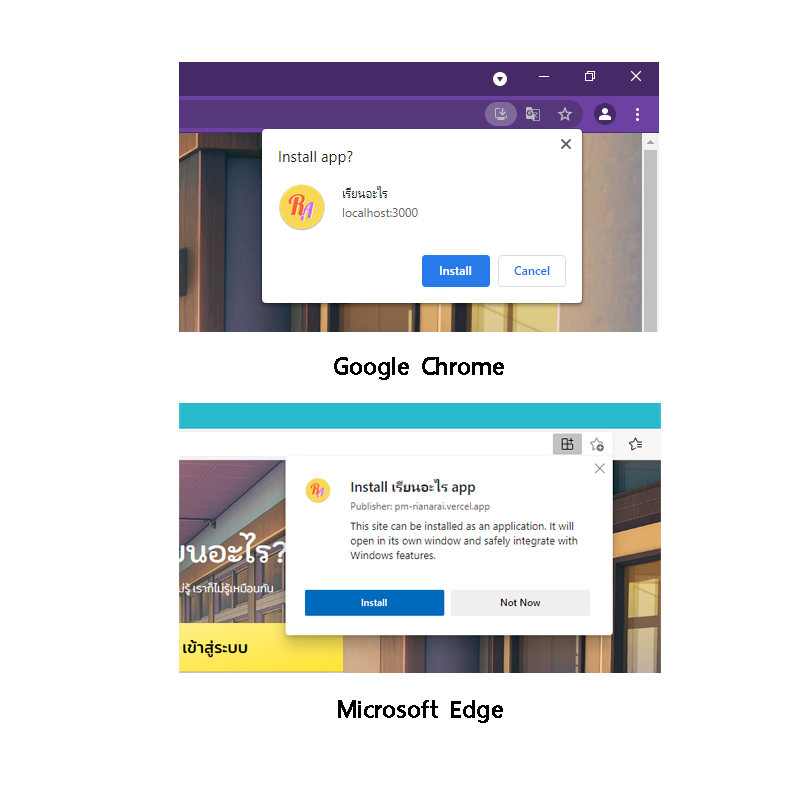 Install app?
เรียนอะไร
localhost:3000
RA
Install
Cancel
Google Chrome
Install เรียนอะไร app
RA
Publisher: pm-rianarai.vercel.app
This site can be installed as an application. It will
open in its own window and safely integrate with
Windows features.
Install
Not Now
ยนอะไร?
เราก็ไม่รู้เหมือนกัน
เข้าสู่ระบบ
Microsoft Edge